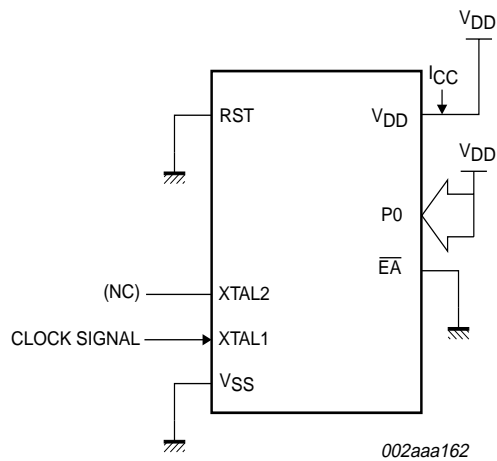 VDD
ICC
RST
VDD
VDD
P0
EA
(NC)
XTAL2
CLOCK SIGNAL
XTAL1
VSS
002aaa162